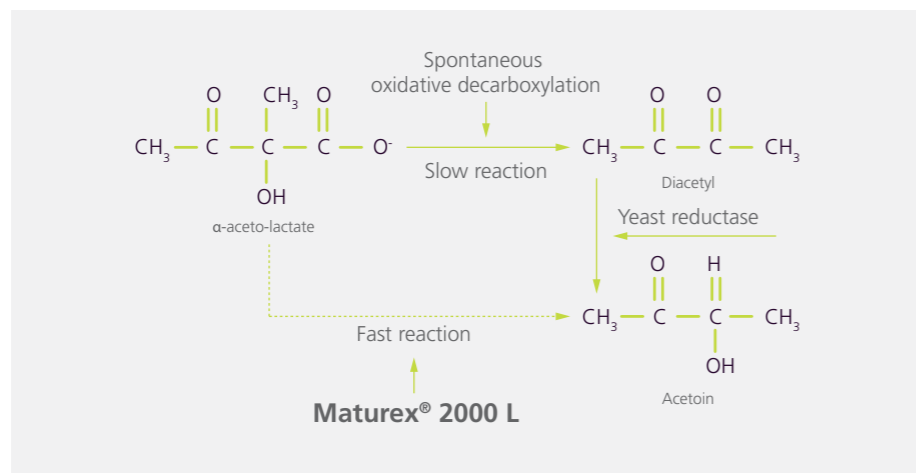 Spontaneous
oxidative decarboxylation
O CH₃ O
CH₃ C C C O⁻
OH
α-aceto-lactate
Slow reaction
O O
CH₃ C C CH₃
Diacetyl
Yeast reductase
O H
CH₃ C C CH₃
OH
Acetoin
Fast reaction
Maturex® 2000 L